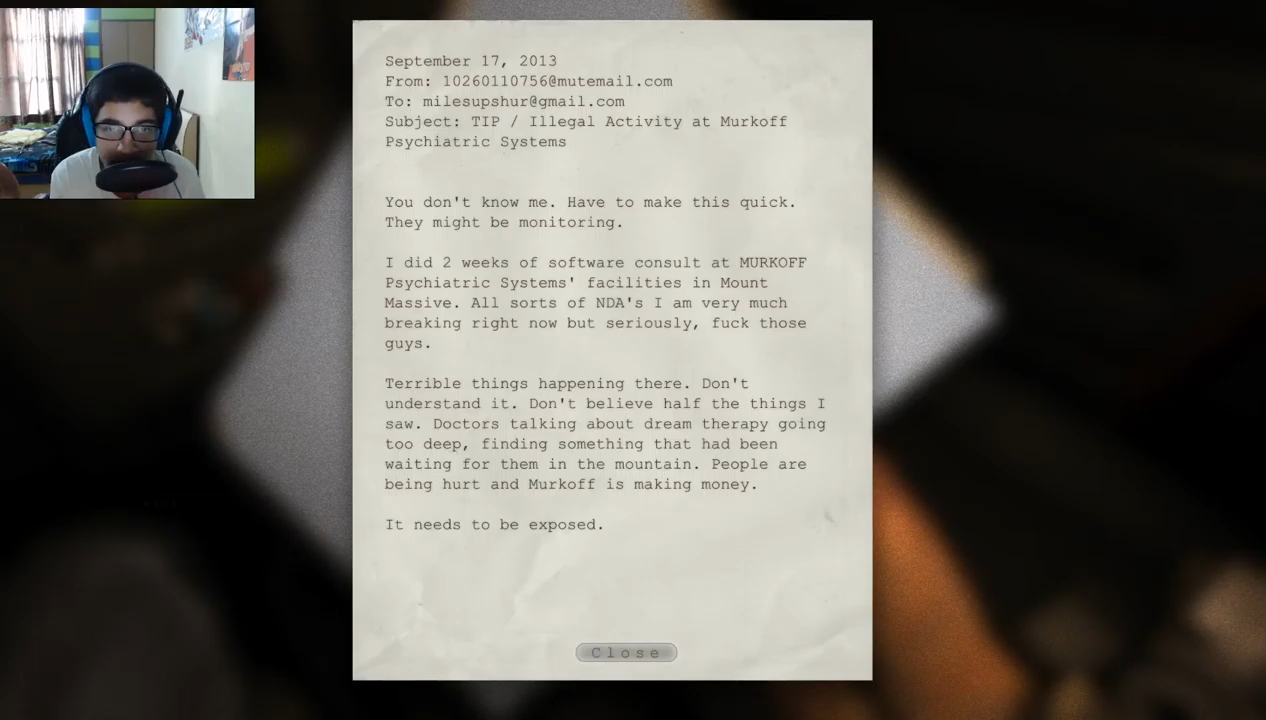 September 17, 2013
From: 10260110756@mutemail.com
To: milesupshur@gmail.com
Subject: TIP / Illegal Activity at Murkoff
Psychiatric Systems
You don't know me. Have to make this quick.
They might be monitoring.
I did 2 weeks of software consult at MURKOFF
Psychiatric Systems' facilities in Mount
Massive. All sorts of NDA's I am very much
breaking right now but seriously, fuck those
guys.
Terrible things happening there. Don't
understand it. Don't believe half the things I
saw. Doctors talking about dream therapy going
too deep, finding something that had been
waiting for them in the mountain. People are
being hurt and Murkoff is making money.
It needs to be exposed.
Close